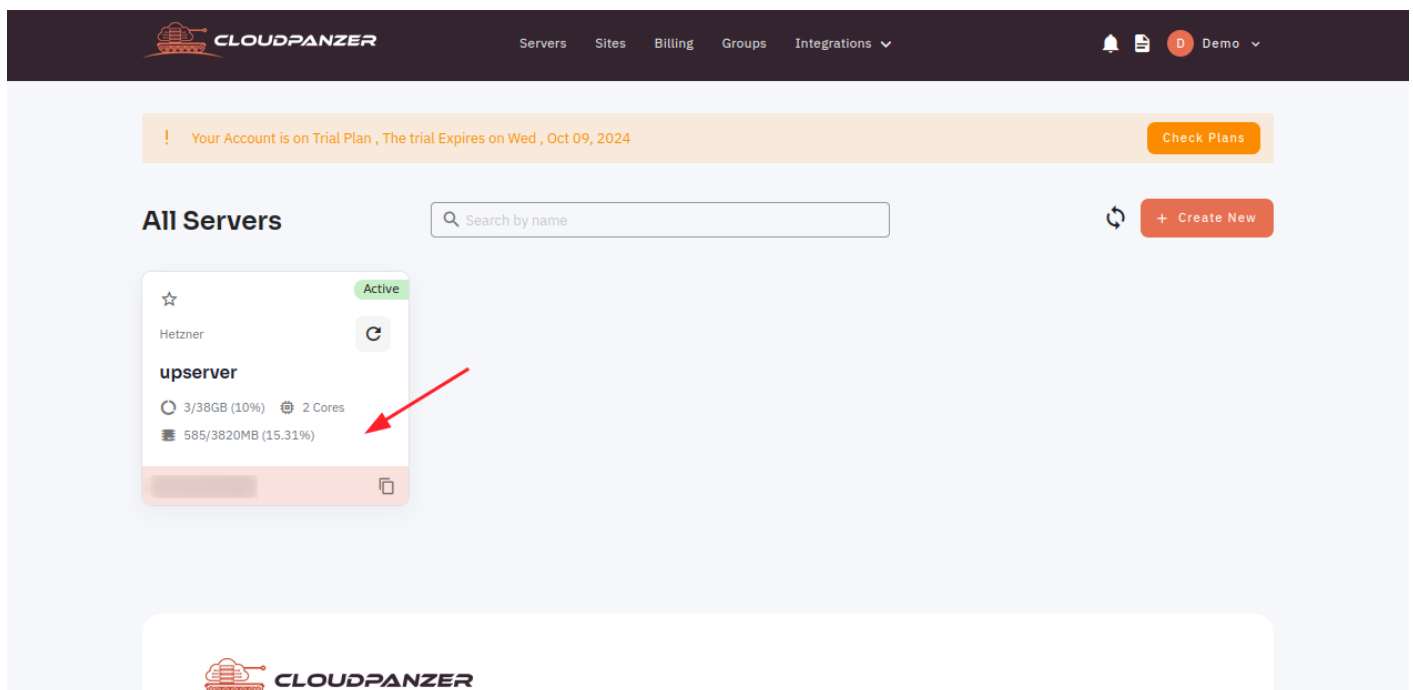 CLOUDPANZER
Servers Sites Billing Groups Integrations
D Demo
! Your Account is on Trial Plan , The trial Expires on Wed , Oct 09, 2024
Check Plans
All Servers
Search by name
+ Create New
Active
Hetzner
upserver
3/38GB (10%) 2 Cores
585/3820MB (15.31%)
CLOUDPANZER